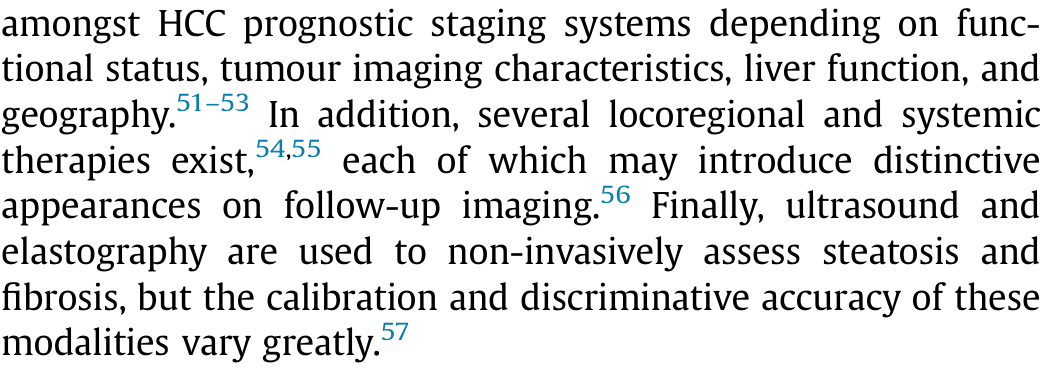 amongst HCC prognostic staging systems depending on func-
tional status, tumour imaging characteristics, liver function, and
geography.51–53 In addition, several locoregional and systemic
therapies exist,54,55 each of which may introduce distinctive
appearances on follow-up imaging.56 Finally, ultrasound and
elastography are used to non-invasively assess steatosis and
fibrosis, but the calibration and discriminative accuracy of these
modalities vary greatly.57